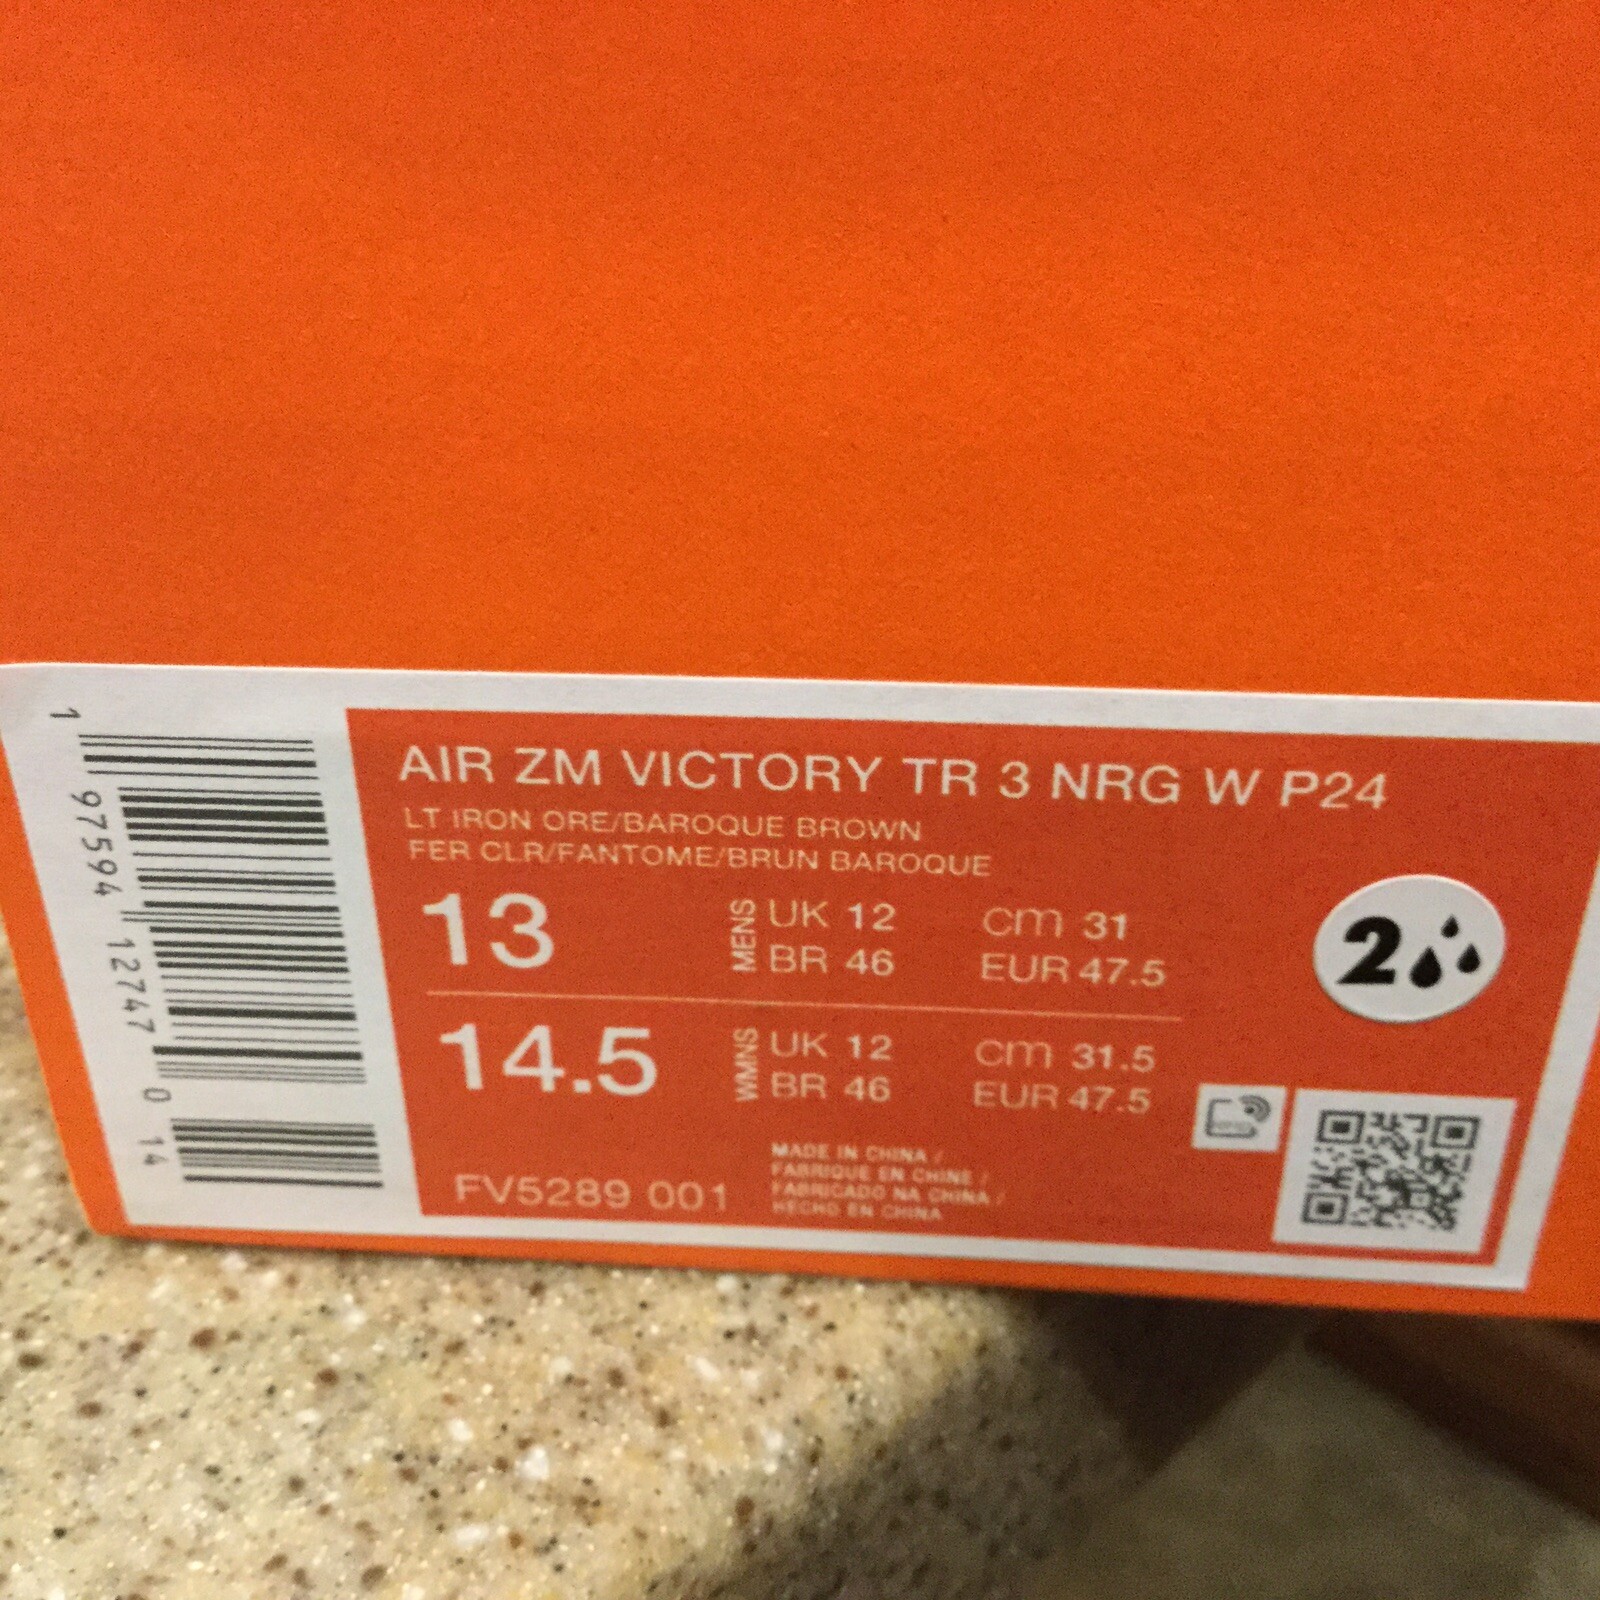 AIR ZM VICTORY TR 3 NRG W P24
LT IRON ORE/BAROQUE BROWN
FER CLR/FANTOME/BRUN BAROQUE
13
MENS
UK 12 cm 31
BR 46 EUR 47.5
14.5
WMNS
UK 12 cm 31.5
BR 46 EUR 47.5
FV5289 001
MADE IN CHINA /
FABRIQUE EN CHINE /
FABRICADO NA CHINA /
HECHO EN CHINA
2
1 97594 12747 0 14